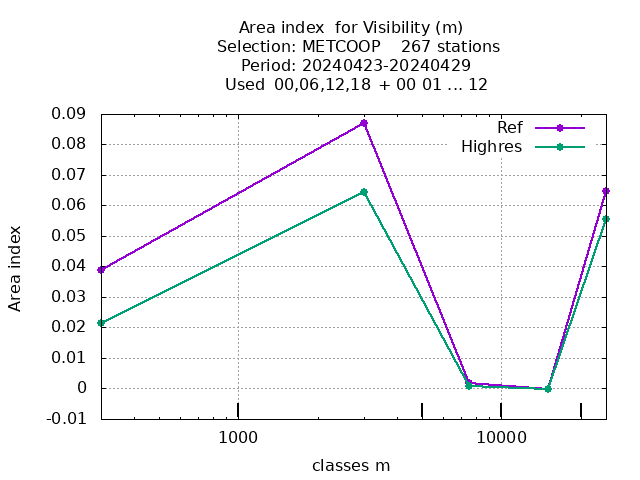 Area index  for Visibility (m)
Selection: METCOOP    267 stations
Period: 20240423-20240429
Used  00,06,12,18 + 00 01 ... 12
Ref
Highres
0.09
0.08
0.07
0.06
0.05
0.04
0.03
0.02
0.01
0
-0.01
Area index
1000
10000
classes m